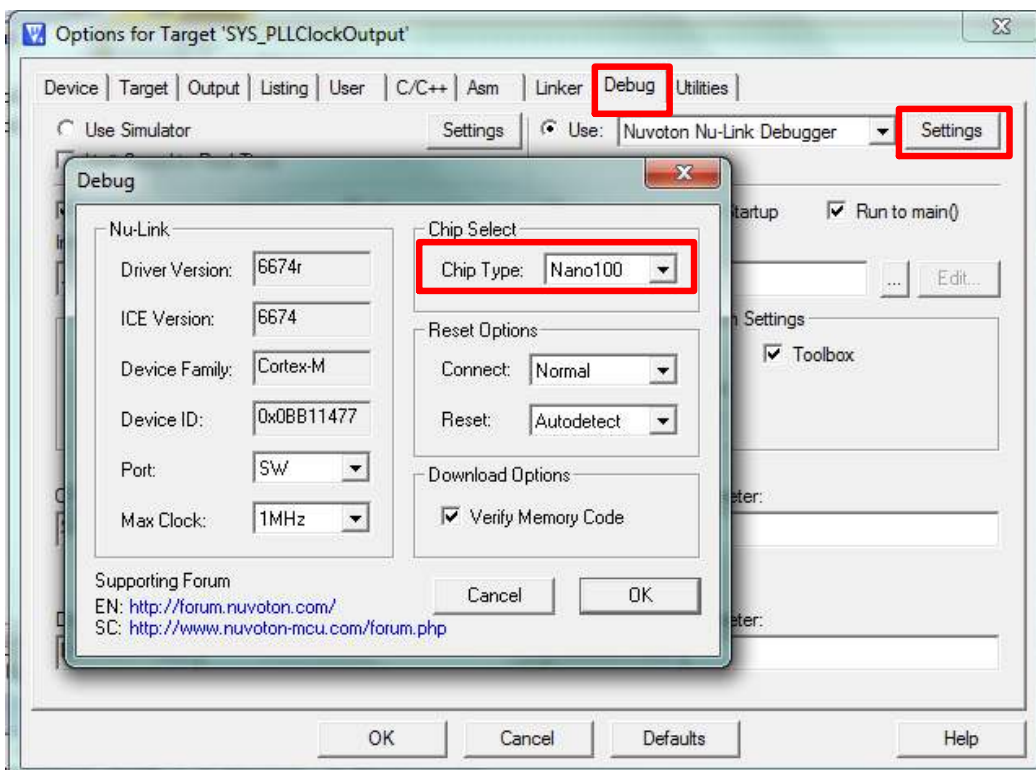 Options for Target 'SYS_PLLClockOutput'
Device Target Output Listing User C/C++ Asm Linker Debug Utilities
Use Simulator Settings Use: Nuvoton Nu-Link Debugger Settings
Debug
Startup Run to main()
Nu-Link
Driver Version: 6674r
ICE Version: 6674
Device Family: Cortex-M
Device ID: 0x0BB11477
Port: SW
Max Clock: 1MHz
Chip Select
Chip Type: Nano100
Reset Options
Connect: Normal
Reset: Autodetect
Download Options
Verify Memory Code
... Edit...
Settings
Toolbox
Supporting Forum
EN: http://forum.nuvoton.com/
SC: http://www.nuvoton-mcu.com/forum.php
Cancel OK
OK Cancel Defaults Help